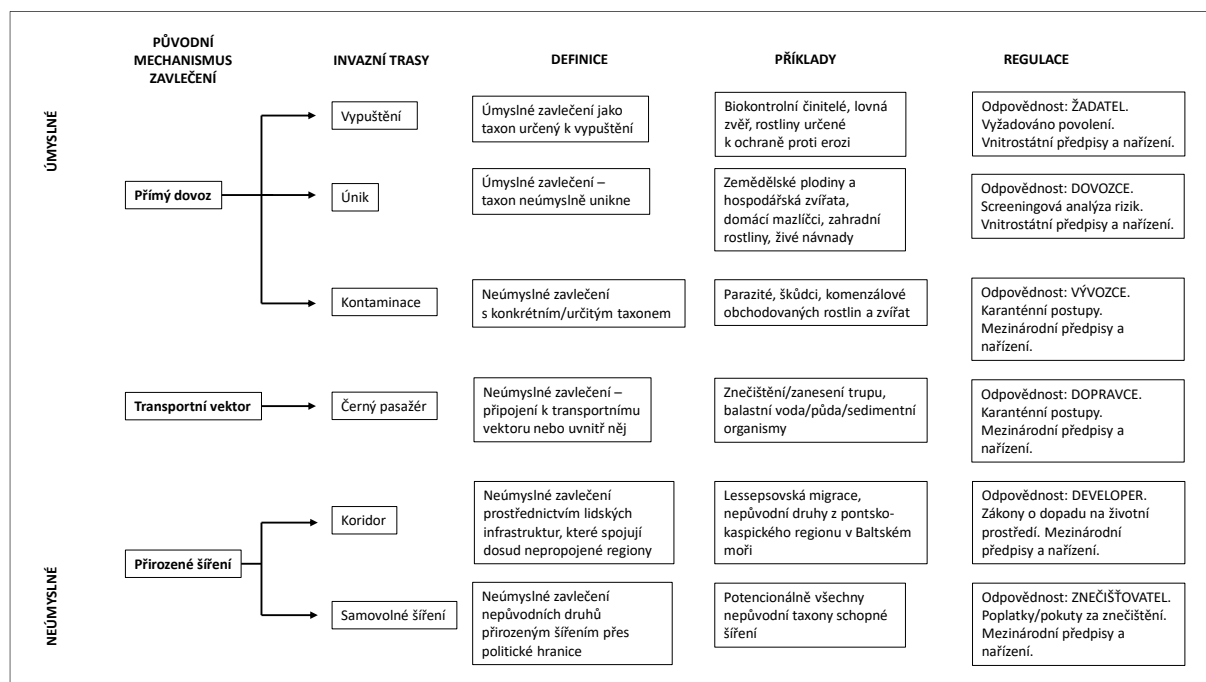 PŮVODNÍ
MECHANISMUS
ZAVLEČENÍ
INVAZNÍ TRASY
DEFINICE
PŘÍKLADY
REGULACE
ÚMYSLNÉ
Přímý dovoz
Vypuštění
Úmyslné zavlečení jako
taxon určený k vypuštění
Biokontrolní činitelé, lovná
zvěř, rostliny určené
k ochraně proti erozi
Odpovědnost: ŽADATEL.
Vyžadováno povolení.
Vnitrostátní předpisy a nařízení.
Únik
Úmyslné zavlečení –
taxon neúmyslně unikne
Zemědělské plodiny a
hospodářská zvířata,
domácí mazlíčci, zahradní
rostliny, živé návnady
Odpovědnost: DOVOZCE.
Screeningová analýza rizik.
Vnitrostátní předpisy a nařízení.
Kontaminace
Neúmyslné zavlečení
s konkrétním/určitým taxonem
Parazité, škůdci, komenzálové
obchodovaných rostlin a zvířat
Odpovědnost: VÝVOZCE.
Karanténní postupy.
Mezinárodní předpisy a
nařízení.
Transportní vektor
Černý pasažér
Neúmyslné zavlečení –
připojení k transportnímu
vektoru nebo uvnitř něj
Znečištění/zanesení trupu,
balastní voda/půda/sedimentní
organismy
Odpovědnost: DOPRAVCE.
Karanténní postupy.
Mezinárodní předpisy a
nařízení.
NEÚMYSLNÉ
Přirozené šíření
Koridor
Neúmyslné zavlečení
prostřednictvím lidských
infrastruktur, které spojují
dosud nepropojené regiony
Lessepsovská migrace,
nepůvodní druhy z pontsko-
kaspického regionu v Baltském
moři
Odpovědnost: DEVELOPER.
Zákony o dopadu na životní
prostředí. Mezinárodní
předpisy a nařízení.
Samovolné šíření
Neúmyslné zavlečení
nepůvodních druhů
přirozeným šířením přes
politické hranice
Potencionálně všechny
nepůvodní taxony schopné
šíření
Odpovědnost: ZNEČIŠŤOVATEL.
Poplatky/pokuty za znečištění.
Mezinárodní předpisy a
nařízení.